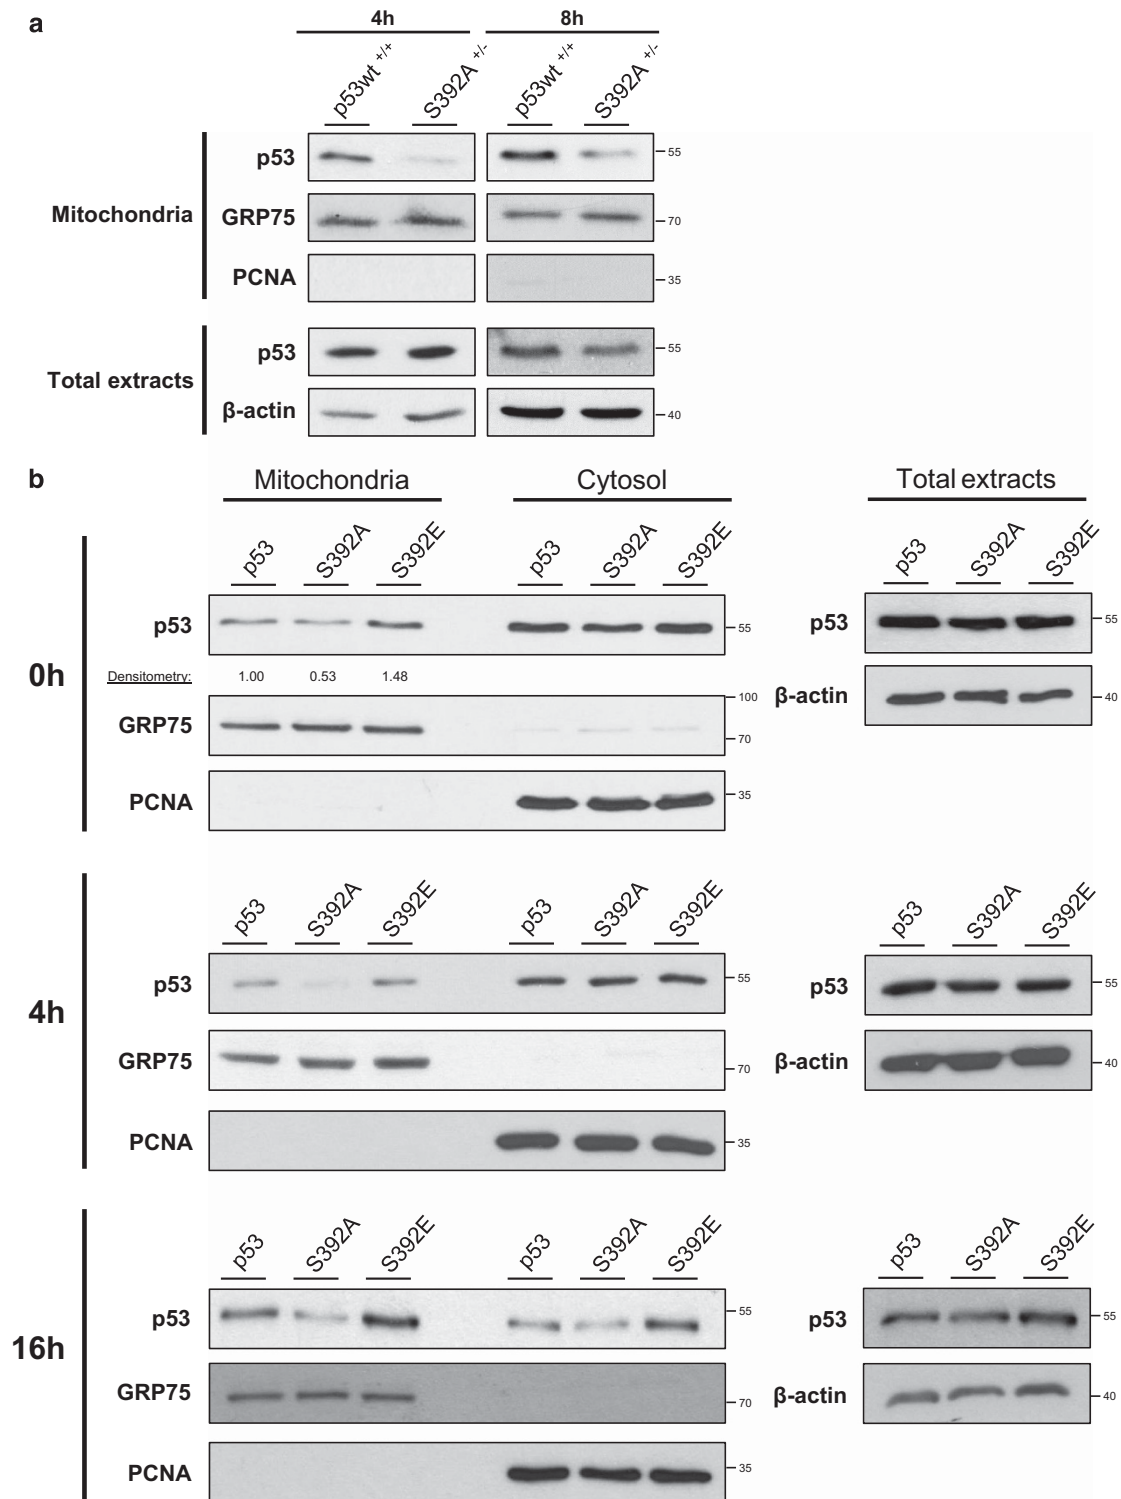 a
4h 8h
p53wt +/+ S392A +/- p53wt +/+ S392A +/-
Mitochondria
p53 55
GRP75 70
PCNA 35
Total extracts
p53 55
β-actin 40
b
Mitochondria Cytosol Total extracts
0h
p53 S392A S392E p53 S392A S392E p53 S392A S392E
p53 55 p53 55
Densitometry: 1.00 0.53 1.48
GRP75 100 70 β-actin 40
PCNA 35
4h
p53 S392A S392E p53 S392A S392E p53 S392A S392E
p53 55 p53 55
GRP75 70 β-actin 40
PCNA 35
16h
p53 S392A S392E p53 S392A S392E p53 S392A S392E
p53 55 p53 55
GRP75 70 β-actin 40
PCNA 35